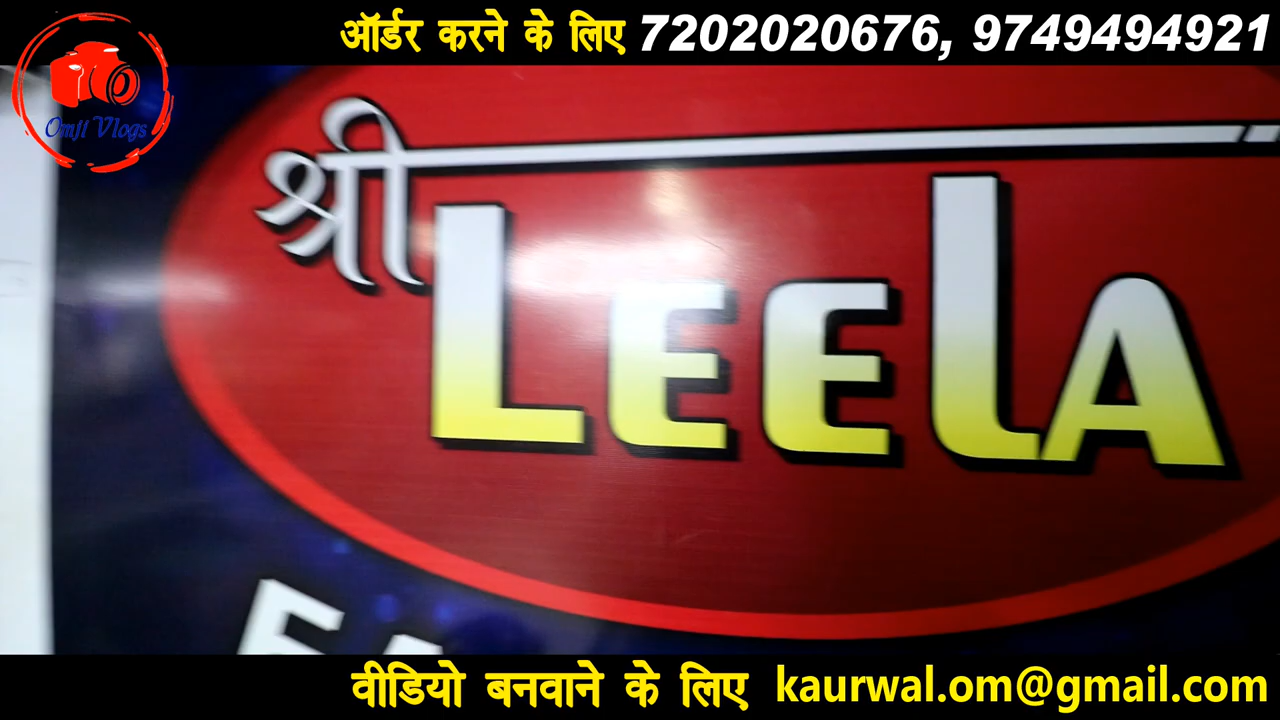 ऑर्डर करने के लिए 7202020676, 9749494921
Omji Vlogs
श्री
LEELA
वीडियो बनवाने के लिए kaurwal.om@gmail.com